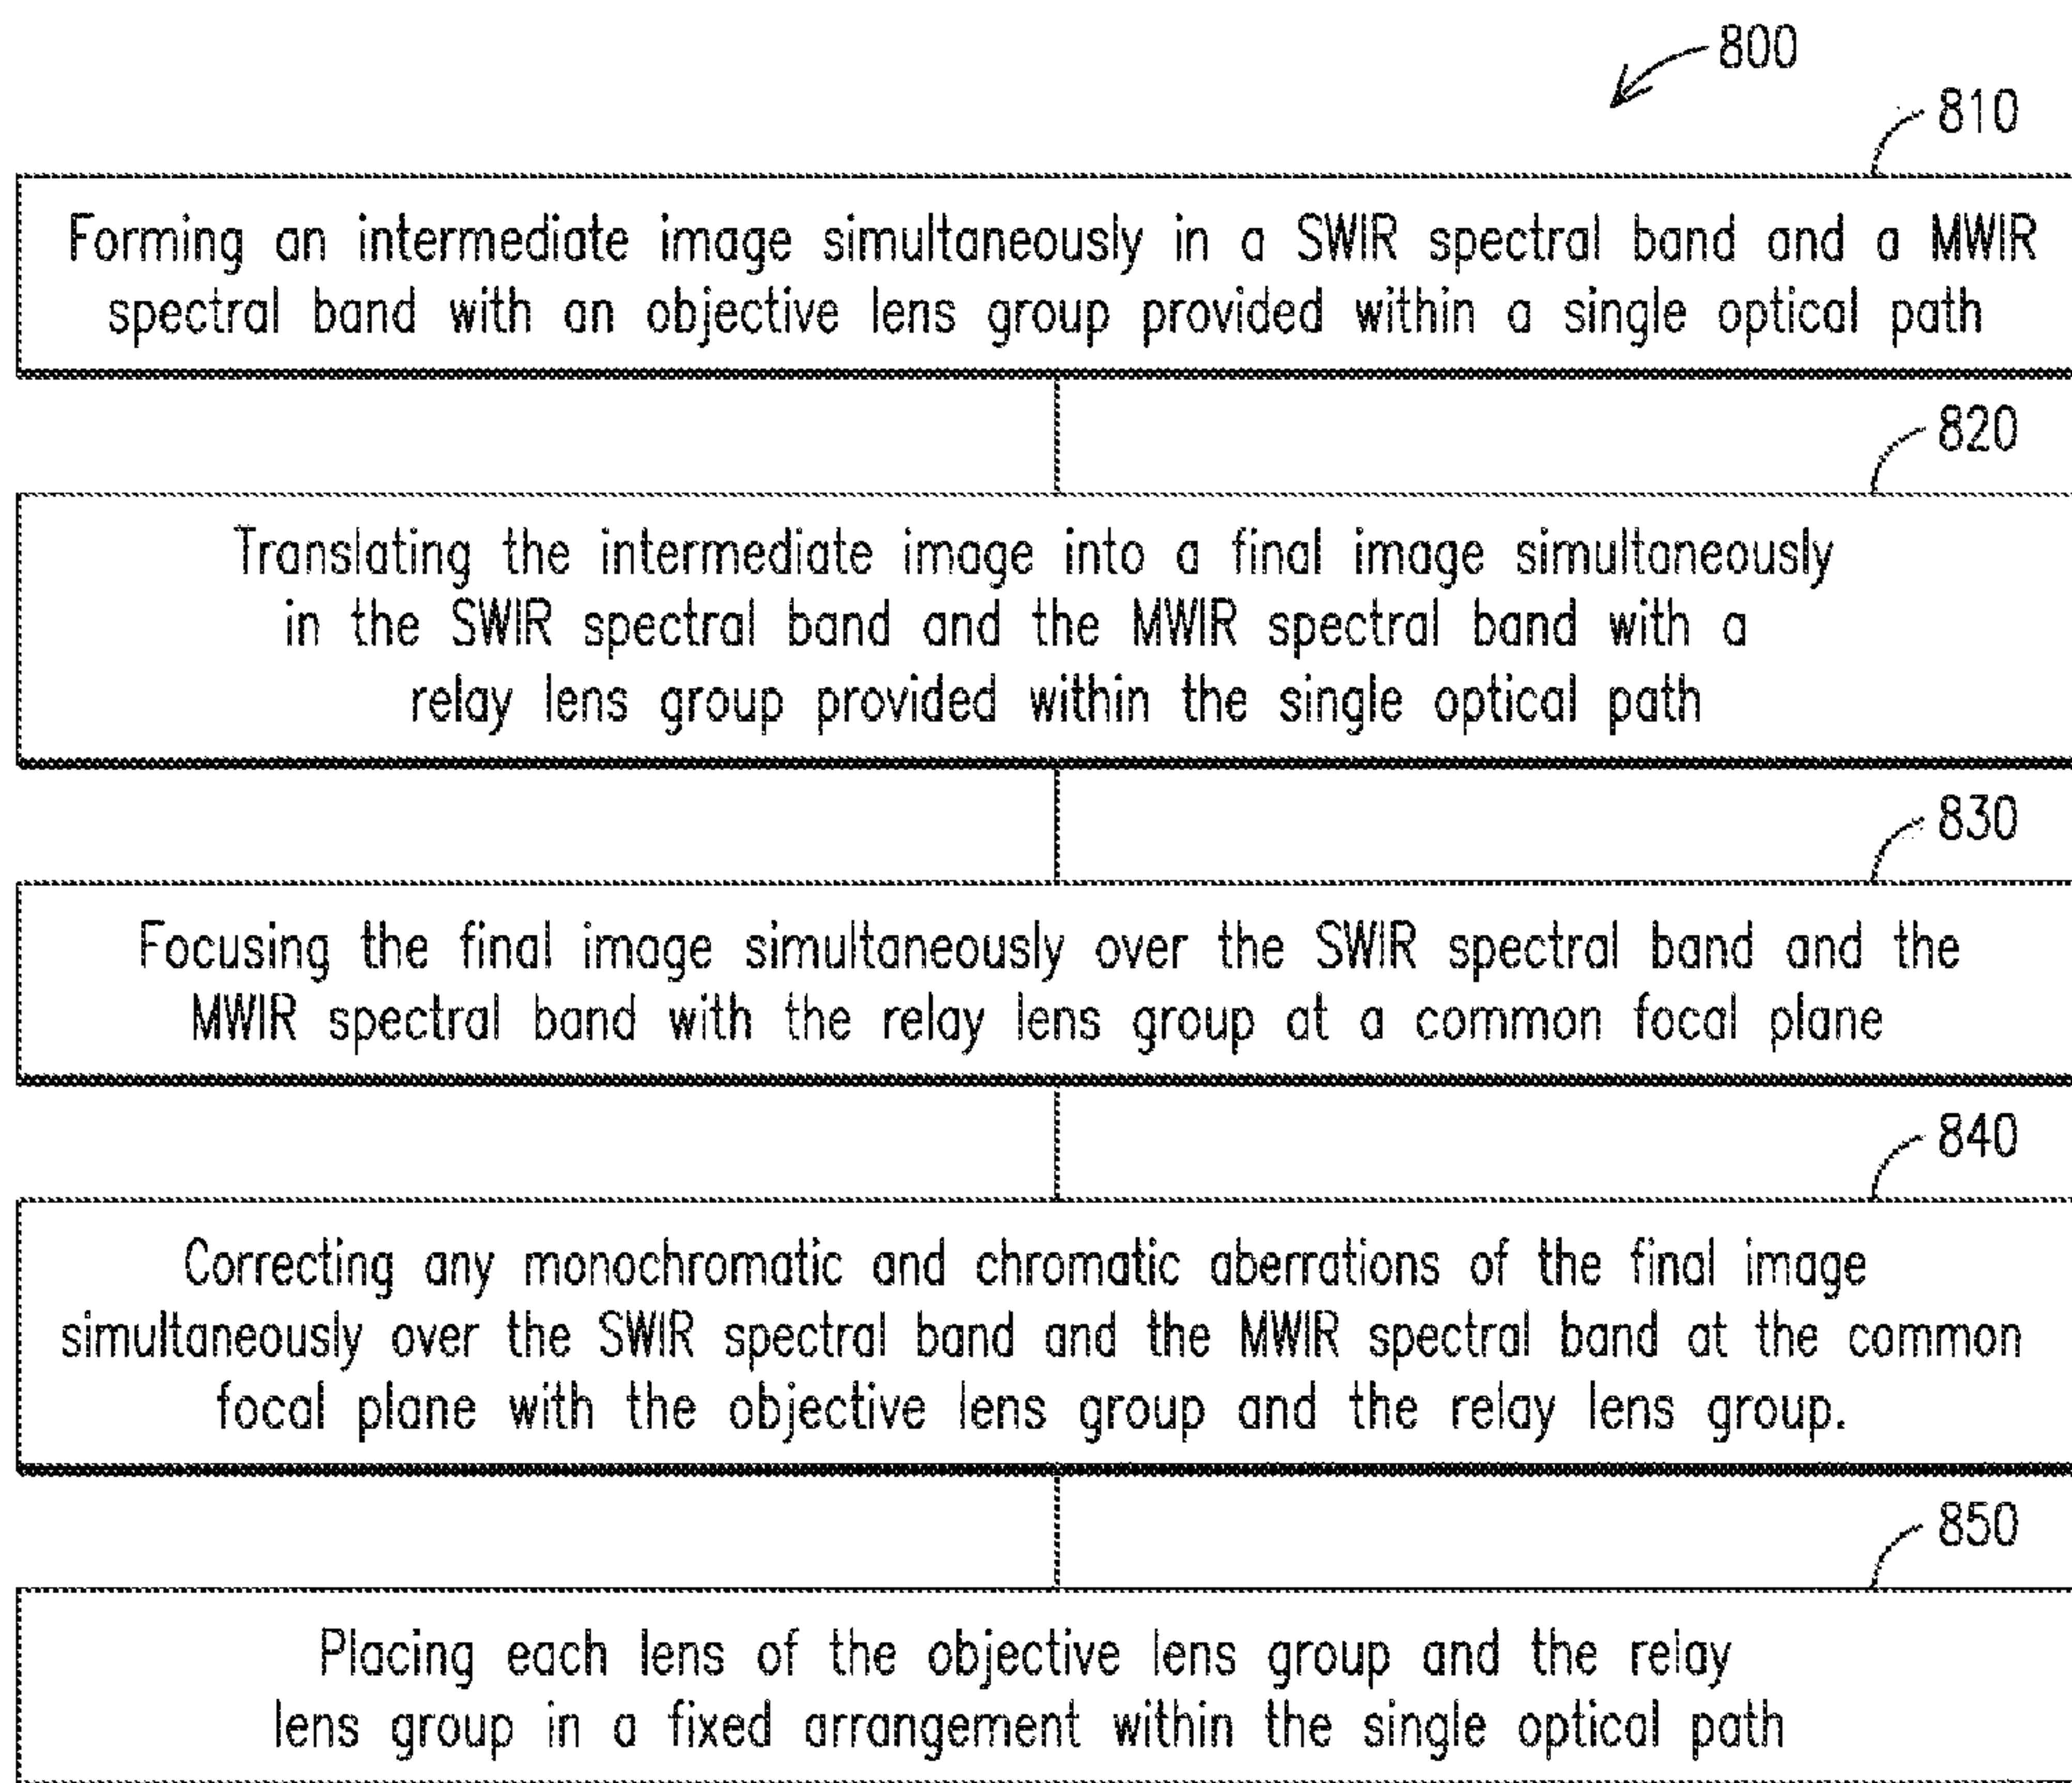 800
810
Forming an intermediate image simultaneously in a SWIR spectral band and a MWIR
spectral band with an objective lens group provided within a single optical path
820
Translating the intermediate image into a final image simultaneously
in the SWIR spectral band and the MWIR spectral band with a
relay lens group provided within the single optical path
830
Focusing the final image simultaneously over the SWIR spectral band and the
MWIR spectral band with the relay lens group at a common focal plane
840
Correcting any monochromatic and chromatic aberrations of the final image
simultaneously over the SWIR spectral band and the MWIR spectral band at the common
focal plane with the objective lens group and the relay lens group.
850
Placing each lens of the objective lens group and the relay
lens group in a fixed arrangement within the single optical path